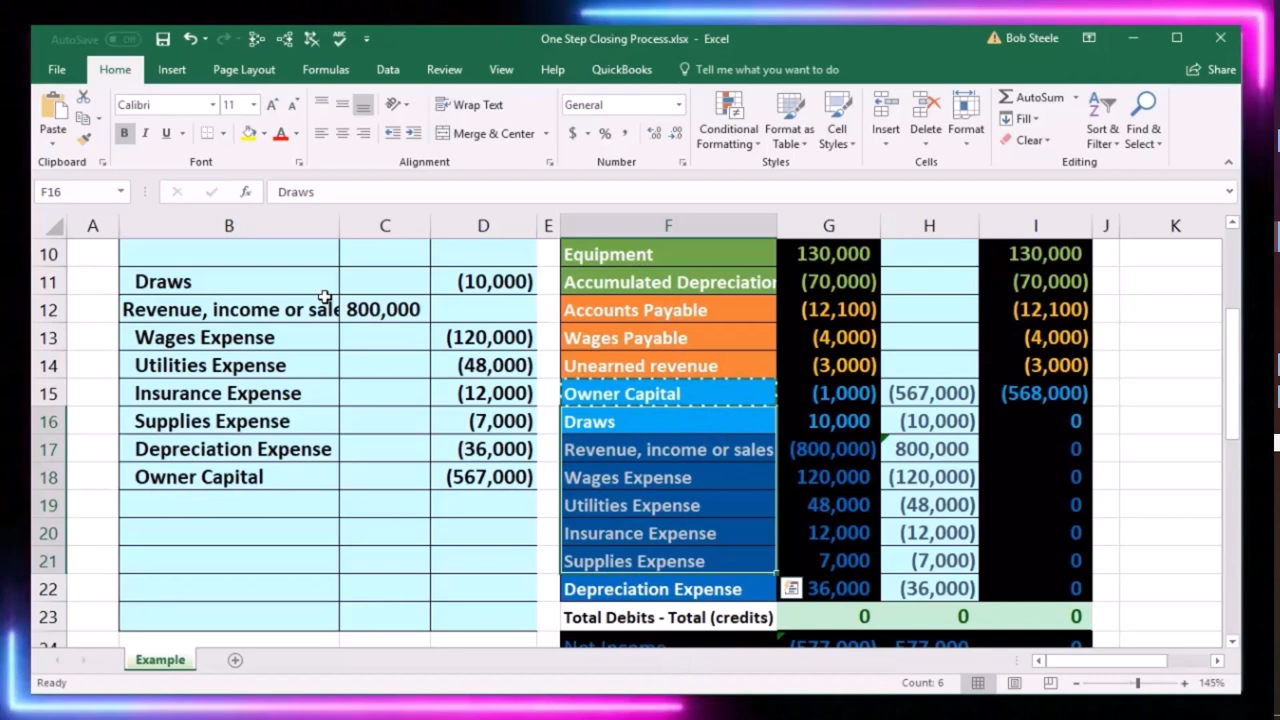 AutoSave Off
One Step Closing Process.xlsx - Excel
Bob Steele
File Home Insert Page Layout Formulas Data Review View Help QuickBooks Tell me what you want to do Share
Calibri 11 Wrap Text General AutoSum
Fill
Paste B I U Merge & Center $ % , Conditional Formatting Format as Table Cell Styles Insert Delete Format Clear Sort & Filter Find & Select
Clipboard Font Alignment Number Styles Cells Editing
F16 fx Draws
A B C D E F G H I J K
10 Equipment 130,000 130,000
11 Draws (10,000) Accumulated Depreciation (70,000) (70,000)
12 Revenue, income or sale 800,000 Accounts Payable (12,100) (12,100)
13 Wages Expense (120,000) Wages Payable (4,000) (4,000)
14 Utilities Expense (48,000) Unearned revenue (3,000) (3,000)
15 Insurance Expense (12,000) Owner Capital (1,000) (567,000) (568,000)
16 Supplies Expense (7,000) Draws 10,000 (10,000) 0
17 Depreciation Expense (36,000) Revenue, income or sales (800,000) 800,000 0
18 Owner Capital (567,000) Wages Expense 120,000 (120,000) 0
19 Utilities Expense 48,000 (48,000) 0
20 Insurance Expense 12,000 (12,000) 0
21 Supplies Expense 7,000 (7,000) 0
22 Depreciation Expense 36,000 (36,000) 0
23 Total Debits - Total (credits) 0 0 0
24 Net Income (577,000) 577,000 0
Example
Ready Count: 6 145%